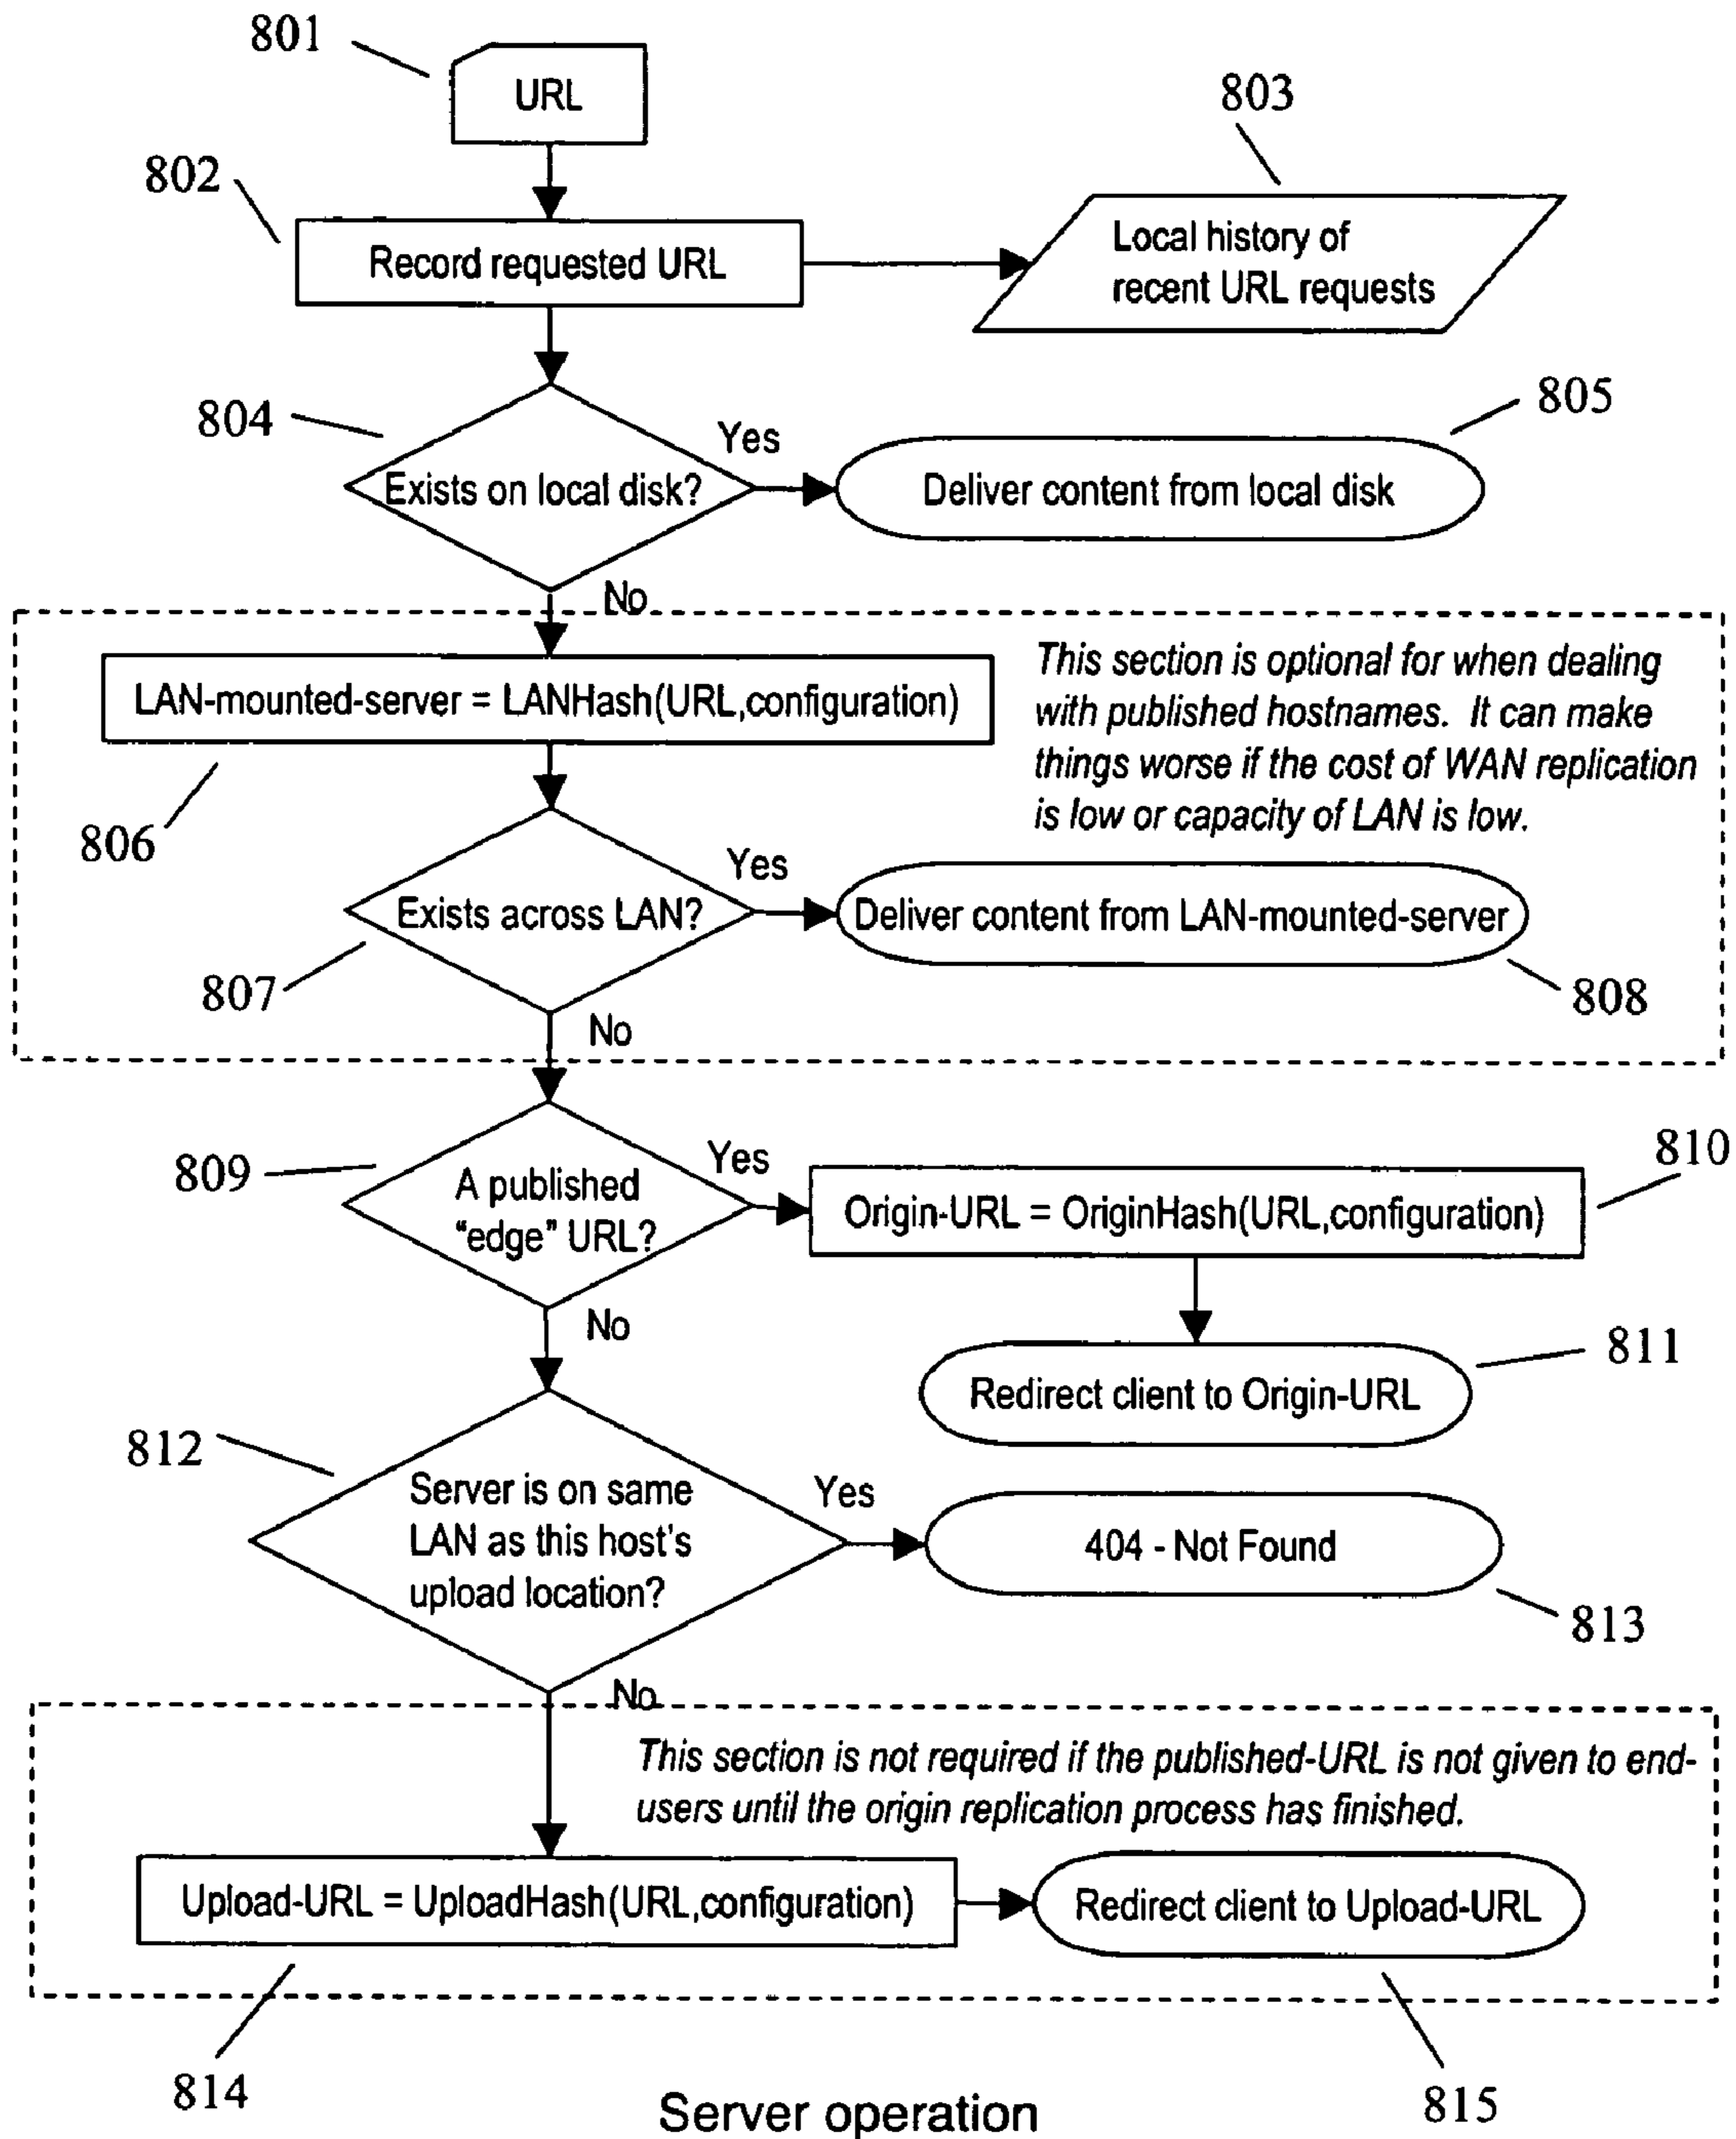 801
URL
803
802
Record requested URL
Local history of
recent URL requests
804
Yes
805
Exists on local disk?
Deliver content from local disk
No
LAN-mounted-server = LANHash(URL,configuration)
This section is optional for when dealing
with published hostnames. It can make
things worse if the cost of WAN replication
is low or capacity of LAN is low.
806
Yes
Exists across LAN?
Deliver content from LAN-mounted-server
807
808
No
809
Yes
810
A published
“edge” URL?
Origin-URL = OriginHash(URL,configuration)
No
811
Redirect client to Origin-URL
812
Server is on same
LAN as this host's
upload location?
Yes
404 - Not Found
813
No
This section is not required if the published-URL is not given to end-
users until the origin replication process has finished.
Upload-URL = UploadHash(URL,configuration)
Redirect client to Upload-URL
814
815
Server operation